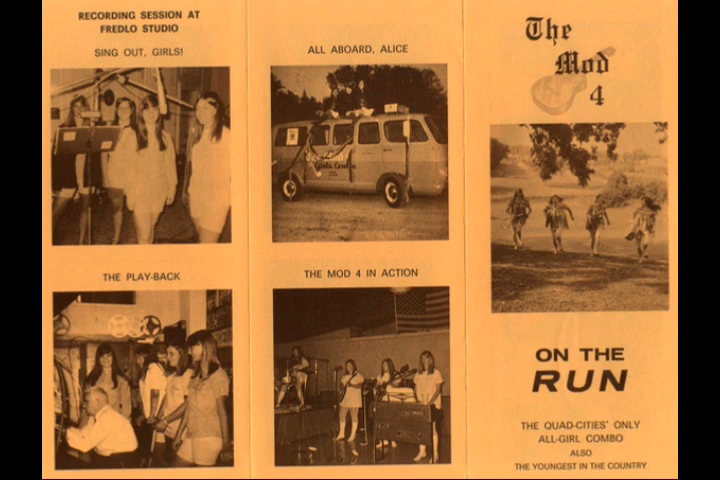 RECORDING SESSION AT
FREDLO STUDIO
SING OUT, GIRLS!
THE PLAY-BACK
ALL ABOARD, ALICE
THE MOD 4 IN ACTION
The
Mod
4
ON THE
RUN
THE QUAD-CITIES' ONLY
ALL-GIRL COMBO
ALSO
THE YOUNGEST IN THE COUNTRY